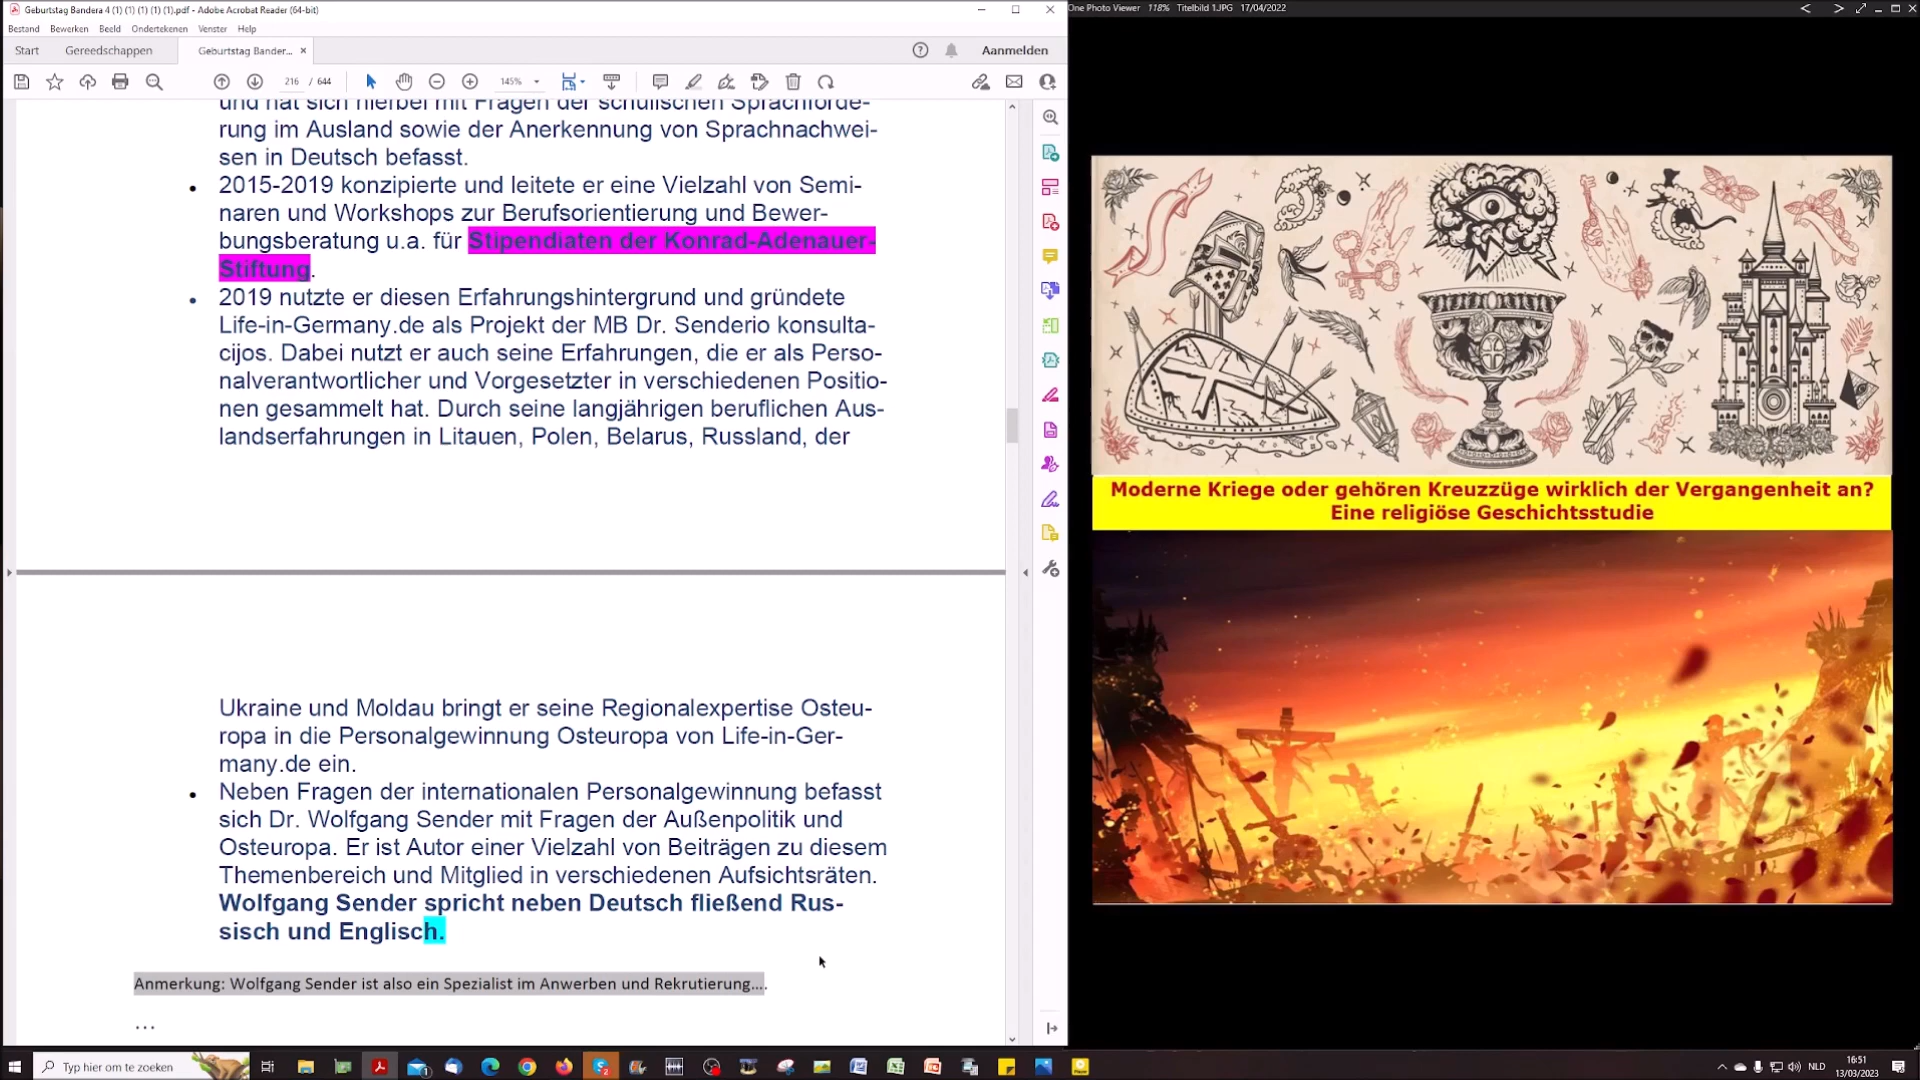 Geburtstag Bandera 4 (1) (1) (1) (1) (1).pdf - Adobe Acrobat Reader (64-bit)
Bestand Bewerken Beeld Ondertekenen Venster Help
Start Gereedschappen Geburtstag Bander... × Aanmelden
216 / 644 145%
und hat sich hierbei mit Fragen der schulischen Sprachförde-
rung im Ausland sowie der Anerkennung von Sprachnachwei-
sen in Deutsch befasst.
• 2015-2019 konzipierte und leitete er eine Vielzahl von Semi-
naren und Workshops zur Berufsorientierung und Bewer-
bungsberatung u.a. für Stipendiaten der Konrad-Adenauer-
Stiftung.
• 2019 nutzte er diesen Erfahrungshintergrund und gründete
Life-in-Germany.de als Projekt der MB Dr. Senderio konsulta-
cijos. Dabei nutzt er auch seine Erfahrungen, die er als Perso-
nalverantwortlicher und Vorgesetzter in verschiedenen Positio-
nen gesammelt hat. Durch seine langjährigen beruflichen Aus-
landserfahrungen in Litauen, Polen, Belarus, Russland, der
Ukraine und Moldau bringt er seine Regionalexpertise Osteu-
ropa in die Personalgewinnung Osteuropa von Life-in-Ger-
many.de ein.
• Neben Fragen der internationalen Personalgewinnung befasst
sich Dr. Wolfgang Sender mit Fragen der Außenpolitik und
Osteuropa. Er ist Autor einer Vielzahl von Beiträgen zu diesem
Themenbereich und Mitglied in verschiedenen Aufsichtsräten.
Wolfgang Sender spricht neben Deutsch fließend Rus-
sisch und Englisch.
Anmerkung: Wolfgang Sender ist also ein Spezialist im Anwerben und Rekrutierung....
...
One Photo Viewer 118% Titelbild 1.JPG 17/04/2022
Moderne Kriege oder gehören Kreuzzüge wirklich der Vergangenheit an?
Eine religiöse Geschichtsstudie
Typ hier om te zoeken
NLD 16:51
13/03/2023